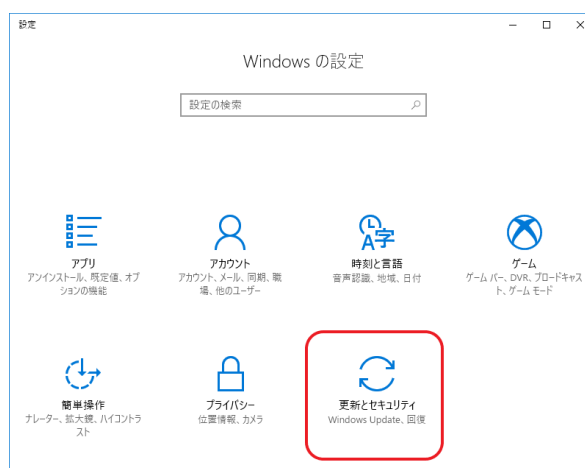 設定
Windows の設定
設定の検索
アプリ
アンインストール、既定値、オプ
ションの機能
アカウント
アカウント、メール、同期、職
場、他のユーザー
時刻と言語
音声認識、地域、日付
ゲーム
ゲーム バー、DVR、ブロードキャス
ト、ゲーム モード
簡単操作
ナレーター、拡大鏡、ハイコントラ
スト
プライバシー
位置情報、カメラ
更新とセキュリティ
Windows Update、回復